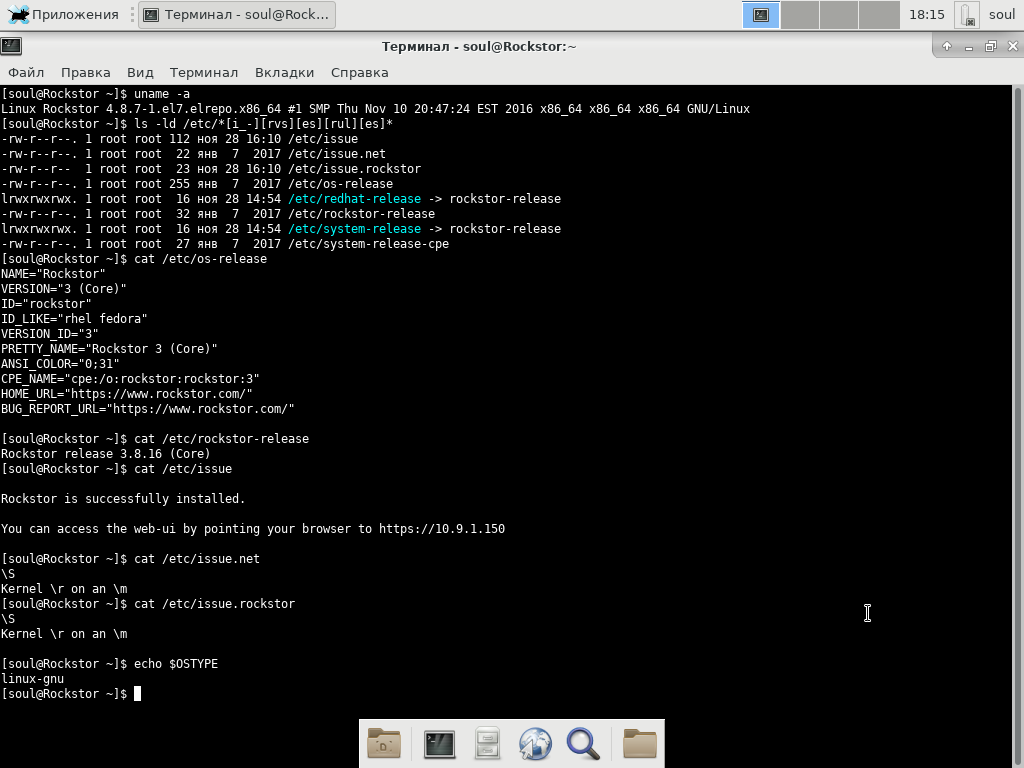 Приложения
Терминал - soul@Rock...
18:15
soul
Терминал - soul@Rockstor:~
Файл Правка Вид Терминал Вкладки Справка
[soul@Rockstor ~]$ uname -a
Linux Rockstor 4.8.7-1.el7.elrepo.x86_64 #1 SMP Thu Nov 10 20:47:24 EST 2016 x86_64 x86_64 x86_64 GNU/Linux
[soul@Rockstor ~]$ ls -ld /etc/*[i_-][rvs][es][rul][es]*
-rw-r--r--. 1 root root 112 ноя 28 16:10 /etc/issue
-rw-r--r--. 1 root root  22 янв  7  2017 /etc/issue.net
-rw-r--r--  1 root root  23 ноя 28 16:10 /etc/issue.rockstor
-rw-r--r--. 1 root root 255 янв  7  2017 /etc/os-release
lrwxrwxrwx. 1 root root  16 ноя 28 14:54 /etc/redhat-release -> rockstor-release
-rw-r--r--. 1 root root  32 янв  7  2017 /etc/rockstor-release
lrwxrwxrwx. 1 root root  16 ноя 28 14:54 /etc/system-release -> rockstor-release
-rw-r--r--. 1 root root  27 янв  7  2017 /etc/system-release-cpe
[soul@Rockstor ~]$ cat /etc/os-release
NAME="Rockstor"
VERSION="3 (Core)"
ID="rockstor"
ID_LIKE="rhel fedora"
VERSION_ID="3"
PRETTY_NAME="Rockstor 3 (Core)"
ANSI_COLOR="0;31"
CPE_NAME="cpe:/o:rockstor:rockstor:3"
HOME_URL="https://www.rockstor.com/"
BUG_REPORT_URL="https://www.rockstor.com/"
[soul@Rockstor ~]$ cat /etc/rockstor-release
Rockstor release 3.8.16 (Core)
[soul@Rockstor ~]$ cat /etc/issue
Rockstor is successfully installed.
You can access the web-ui by pointing your browser to https://10.9.1.150
[soul@Rockstor ~]$ cat /etc/issue.net
\S
Kernel \r on an \m
[soul@Rockstor ~]$ cat /etc/issue.rockstor
\S
Kernel \r on an \m
[soul@Rockstor ~]$ echo $OSTYPE
linux-gnu
[soul@Rockstor ~]$